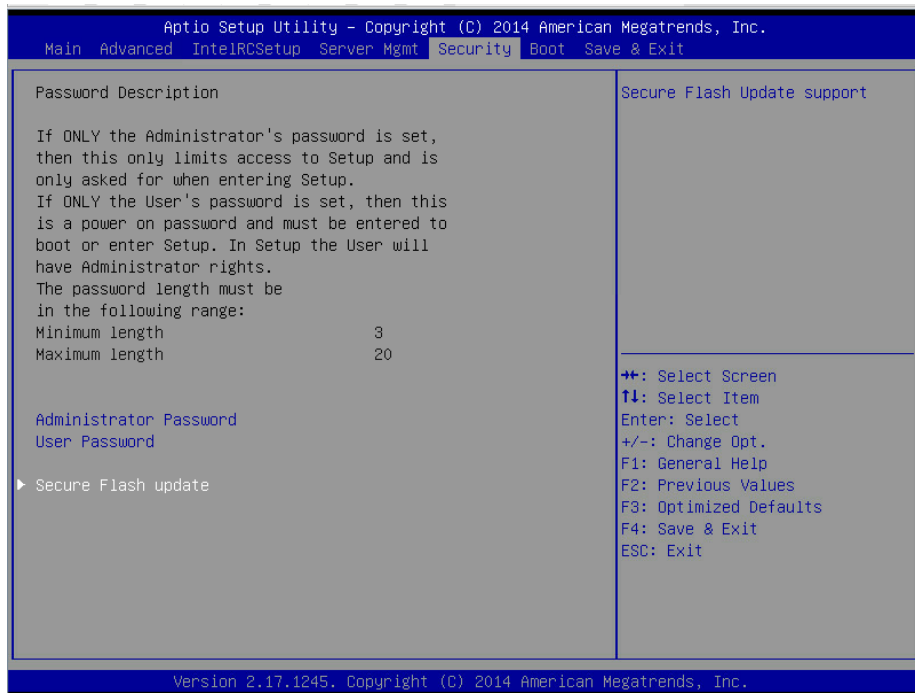 Aptio Setup Utility – Copyright (C) 2014 American Megatrends, Inc.
Main Advanced IntelRCSetup Server Mgmt Security Boot Save & Exit
Password Description
If ONLY the Administrator's password is set,
then this only limits access to Setup and is
only asked for when entering Setup.
If ONLY the User's password is set, then this
is a power on password and must be entered to
boot or enter Setup. In Setup the User will
have Administrator rights.
The password length must be
in the following range:
Minimum length 3
Maximum length 20
Administrator Password
User Password
Secure Flash update
Secure Flash Update support
→←: Select Screen
↑↓: Select Item
Enter: Select
+/-: Change Opt.
F1: General Help
F2: Previous Values
F3: Optimized Defaults
F4: Save & Exit
ESC: Exit
Version 2.17.1245. Copyright (C) 2014 American Megatrends, Inc.